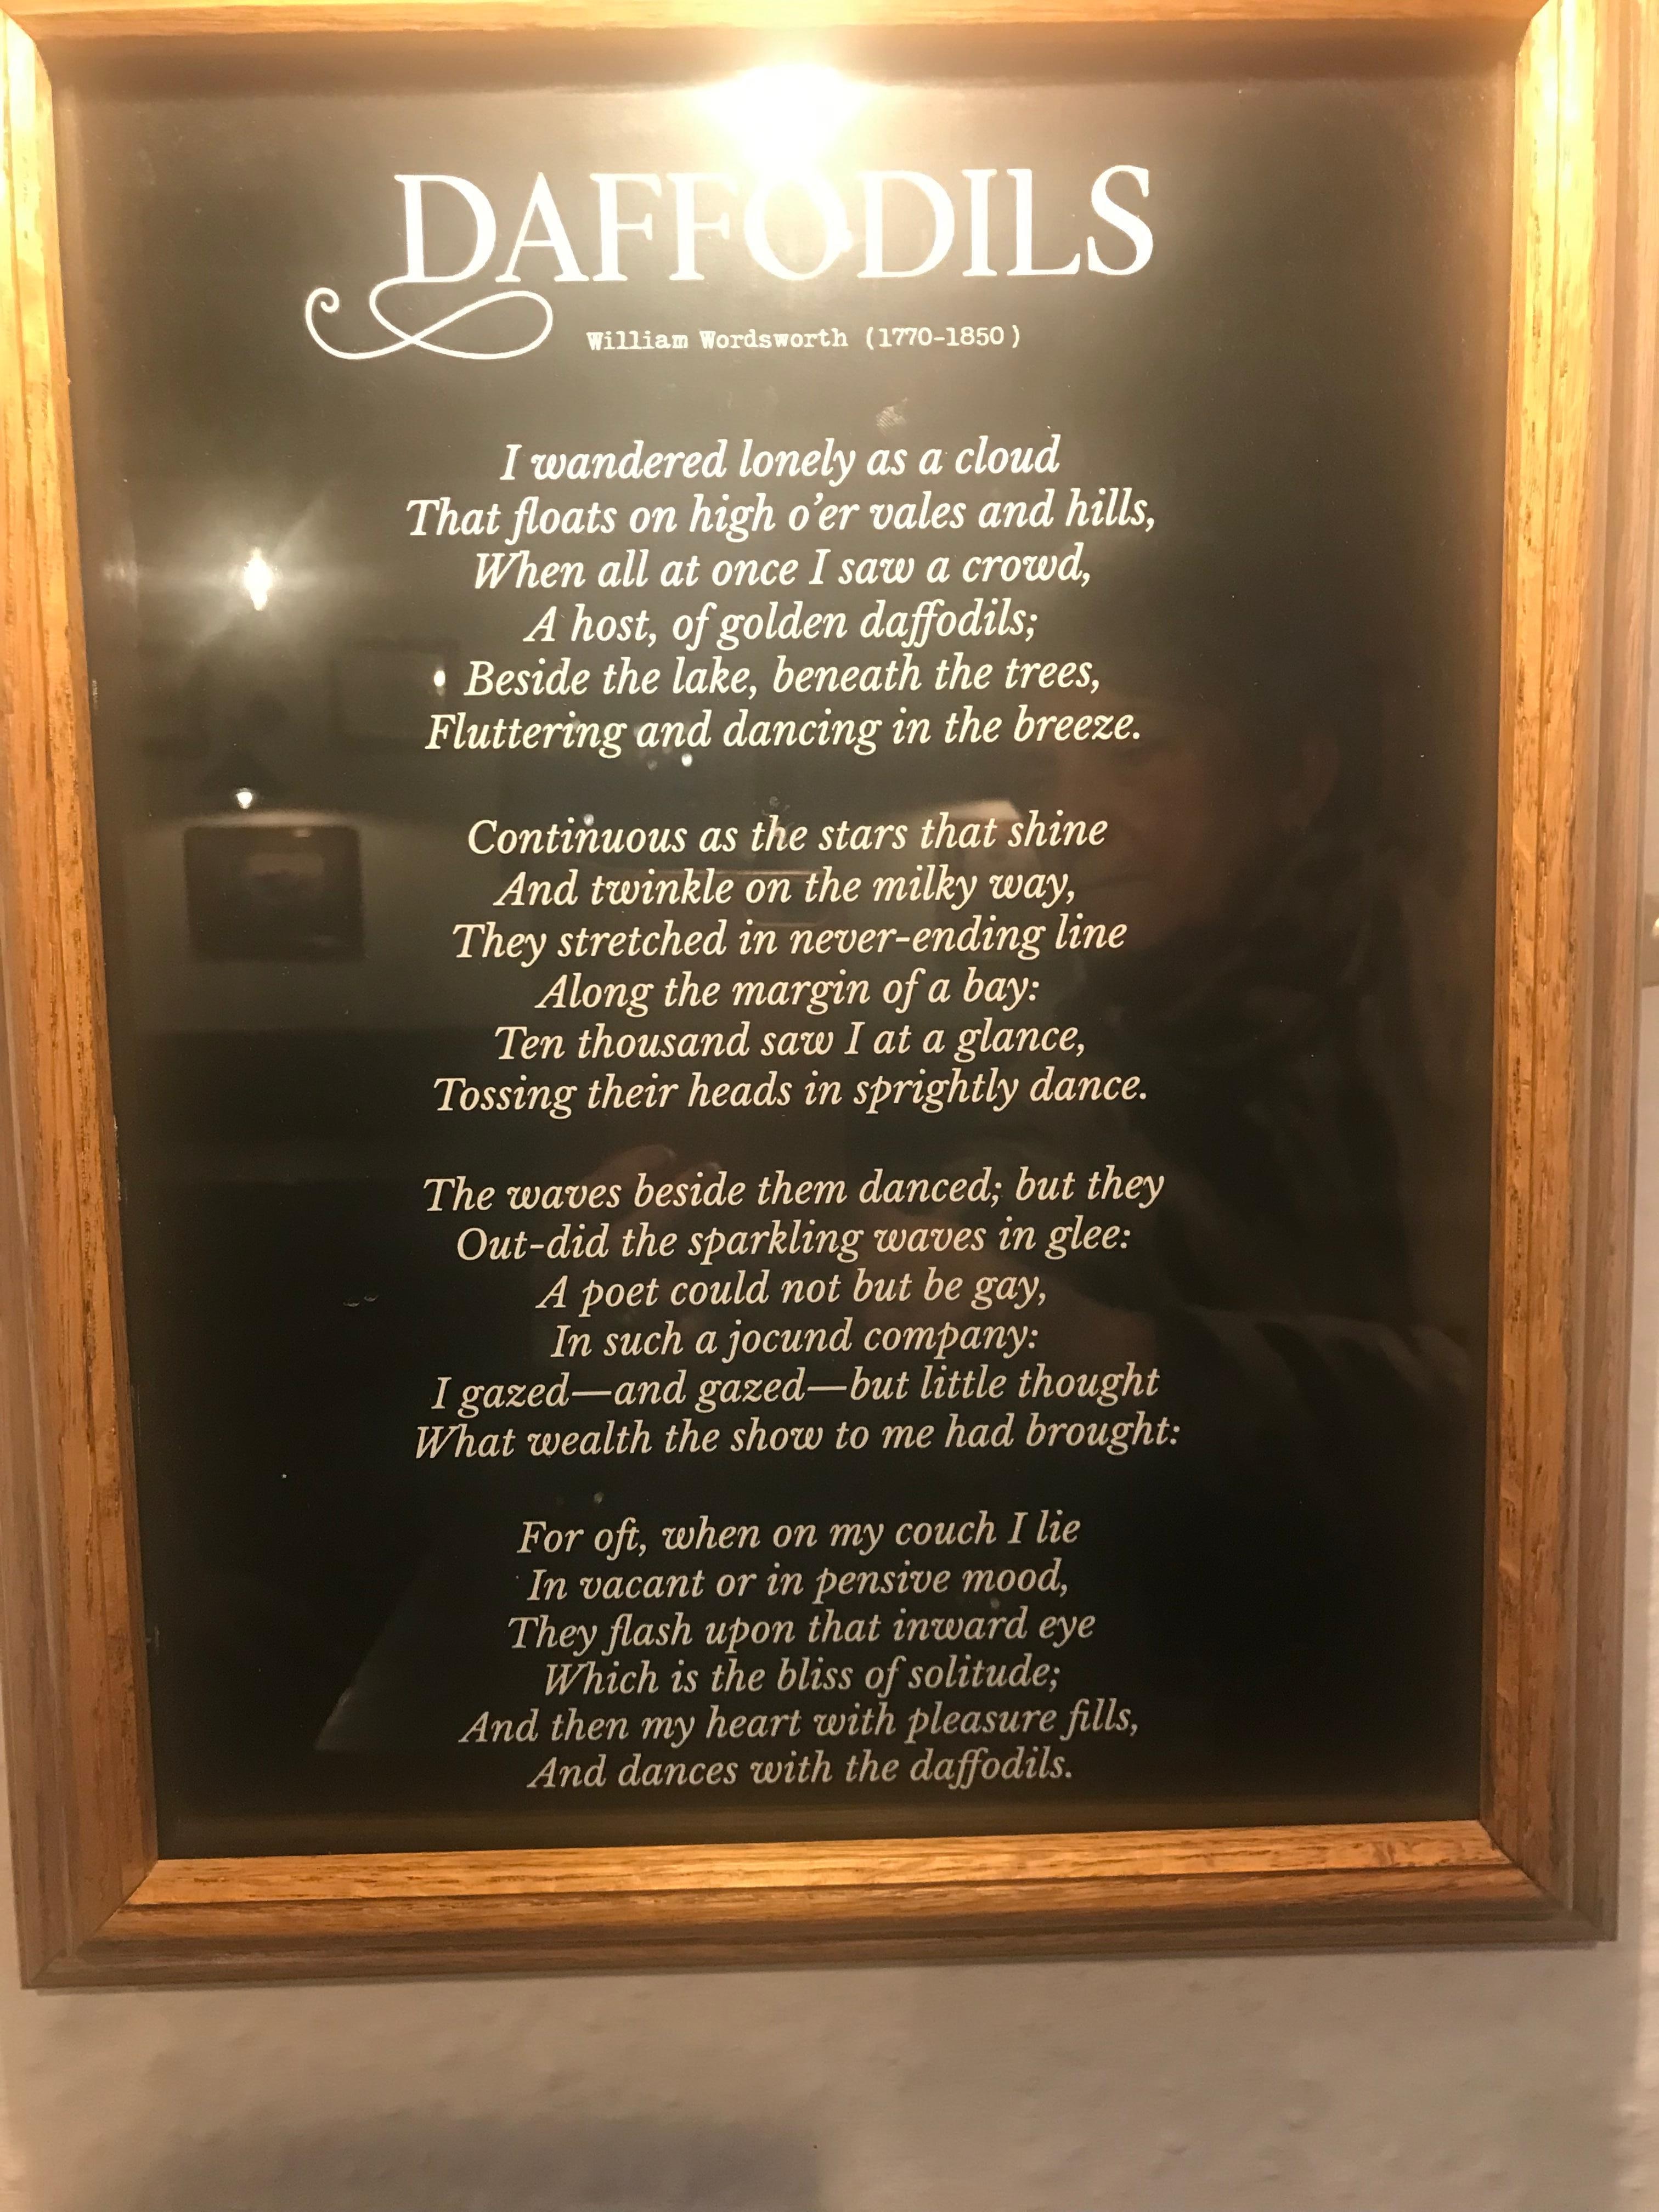 DAFFODILS
William Wordsworth (1770-1850)
I wandered lonely as a cloud
That floats on high o’er vales and hills,
When all at once I saw a crowd,
A host, of golden daffodils;
Beside the lake, beneath the trees,
Fluttering and dancing in the breeze.
Continuous as the stars that shine
And twinkle on the milky way,
They stretched in never-ending line
Along the margin of a bay:
Ten thousand saw I at a glance,
Tossing their heads in sprightly dance.
The waves beside them danced; but they
Out-did the sparkling waves in glee:
A poet could not but be gay,
In such a jocund company:
I gazed—and gazed—but little thought
What wealth the show to me had brought:
For oft, when on my couch I lie
In vacant or in pensive mood,
They flash upon that inward eye
Which is the bliss of solitude;
And then my heart with pleasure fills,
And dances with the daffodils.